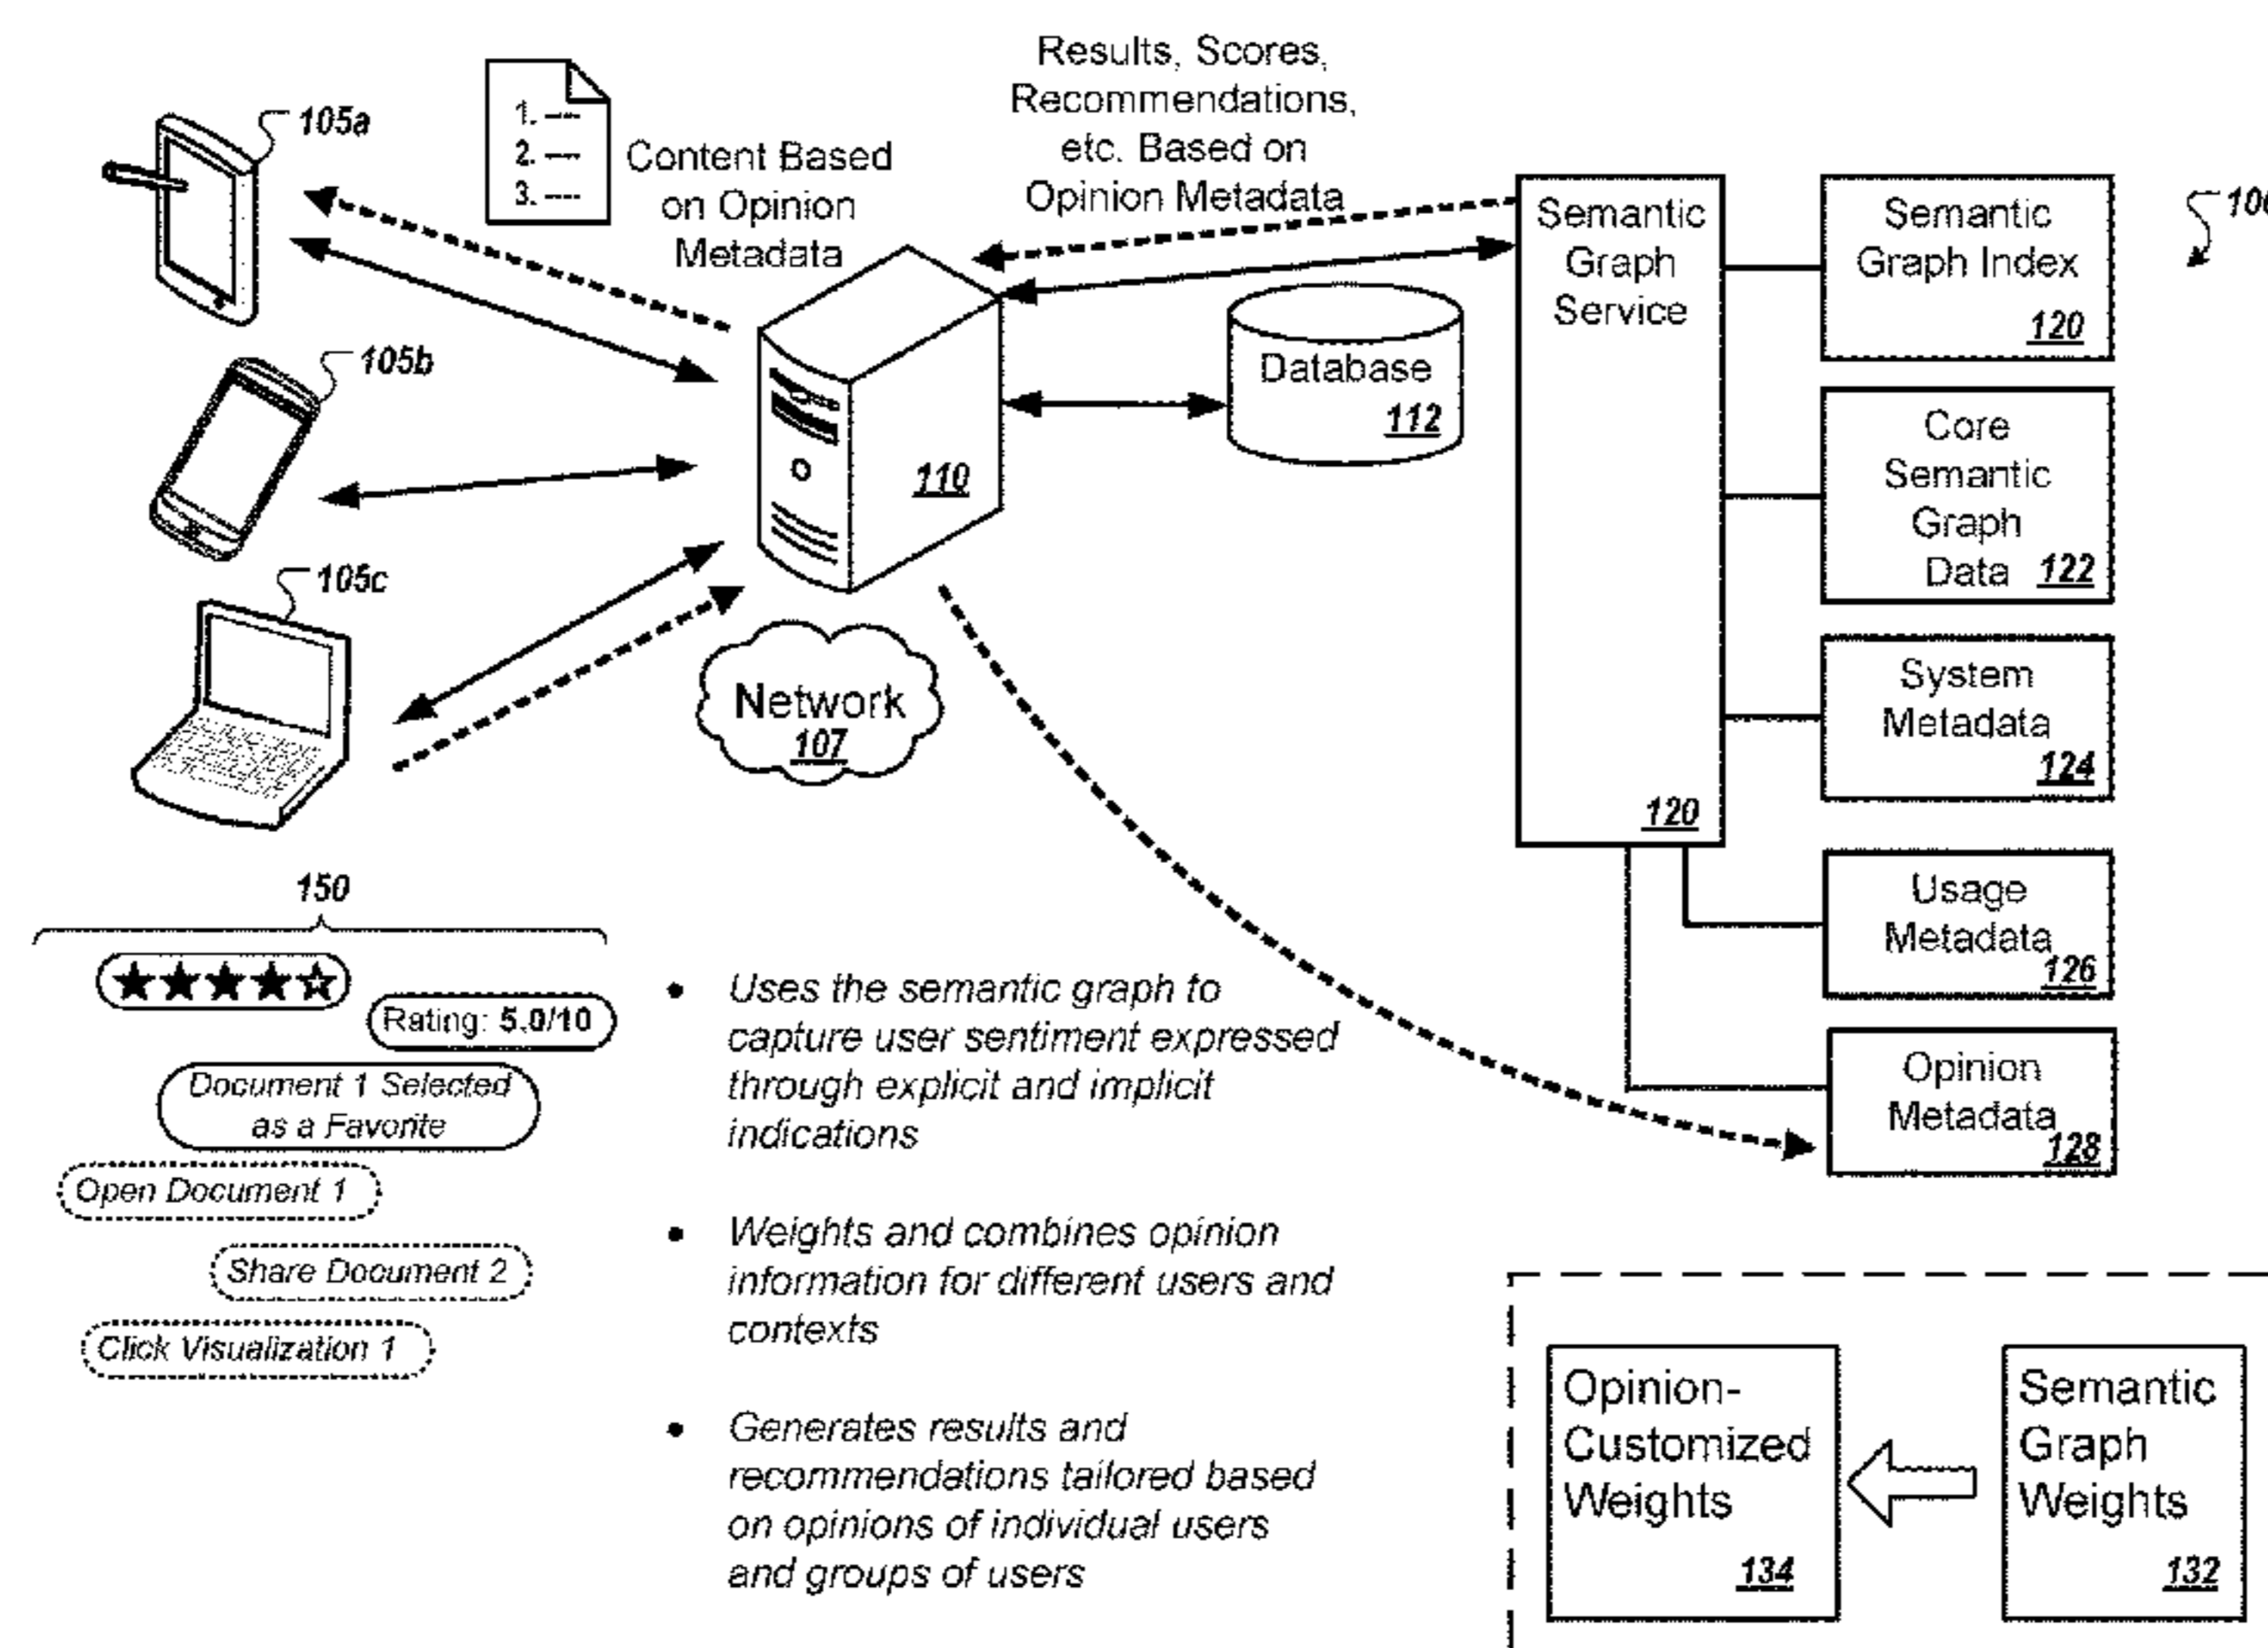 105a
1. ---
2. ---
3. ---
Content Based
on Opinion
Metadata
Results, Scores,
Recommendations,
etc. Based on
Opinion Metadata
105b
105c
110
Database
112
Network
107
Semantic
Graph
Service
120
Semantic
Graph Index
120
Core
Semantic
Graph
Data 122
System
Metadata
124
Usage
Metadata
126
Opinion
Metadata
128
150
Rating: 5.0/10
Document 1 Selected
as a Favorite
Open Document 1
Share Document 2
Click Visualization 1
• Uses the semantic graph to
capture user sentiment expressed
through explicit and implicit
indications
• Weights and combines opinion
information for different users and
contexts
• Generates results and
recommendations tailored based
on opinions of individual users
and groups of users
Opinion-
Customized
Weights
134
Semantic
Graph
Weights
132